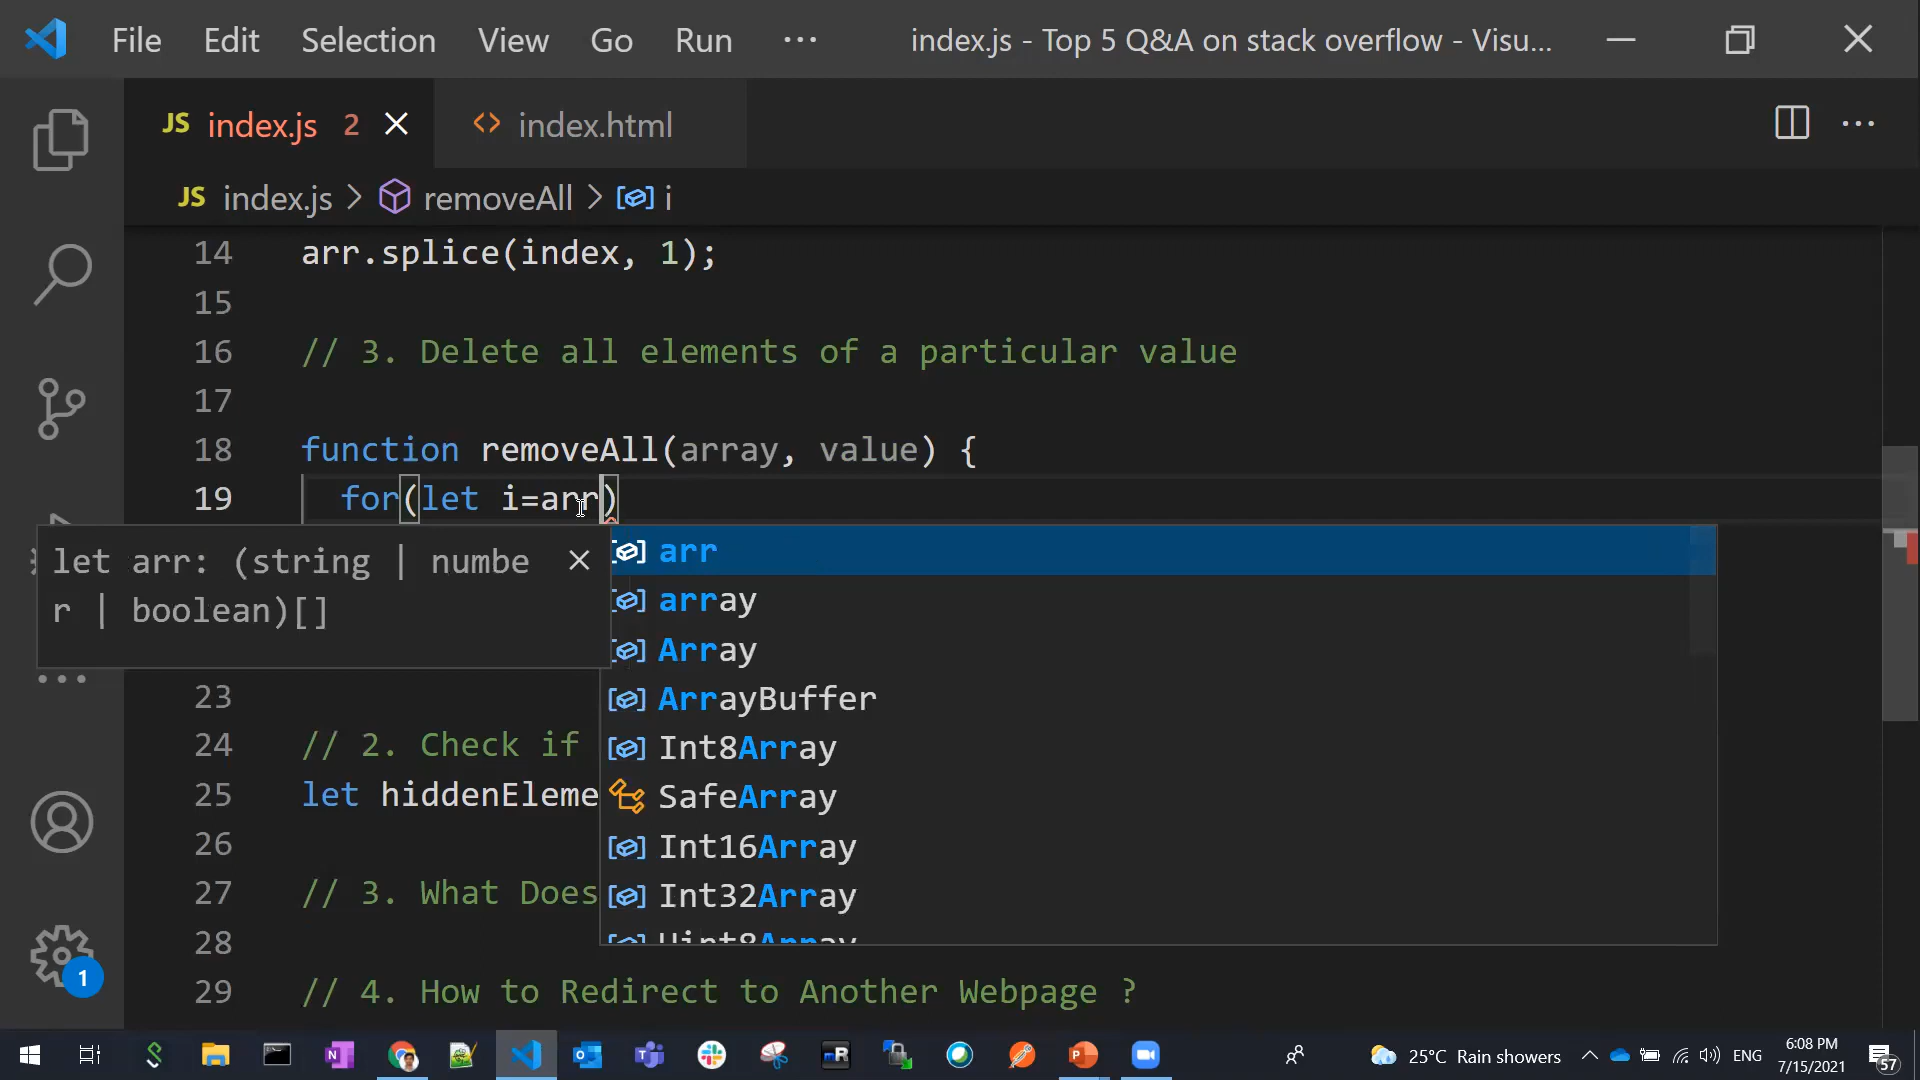 File Edit Selection View Go Run ··· index.js - Top 5 Q&A on stack overflow - Visu...
JS index.js 2 index.html
JS index.js > removeAll > i
14 arr.splice(index, 1);
15
16 // 3. Delete all elements of a particular value
17
18 function removeAll(array, value) {
19 for(let i=arr)
let arr: (string | numbe
r | boolean)[]
arr
array
Array
ArrayBuffer
Int8Array
SafeArray
Int16Array
Int32Array
Uint8Array
23
24 // 2. Check if
25 let hiddenEleme
26
27 // 3. What Does
28
29 // 4. How to Redirect to Another Webpage ?
1
25°C Rain showers ENG 6:08 PM
7/15/2021
57